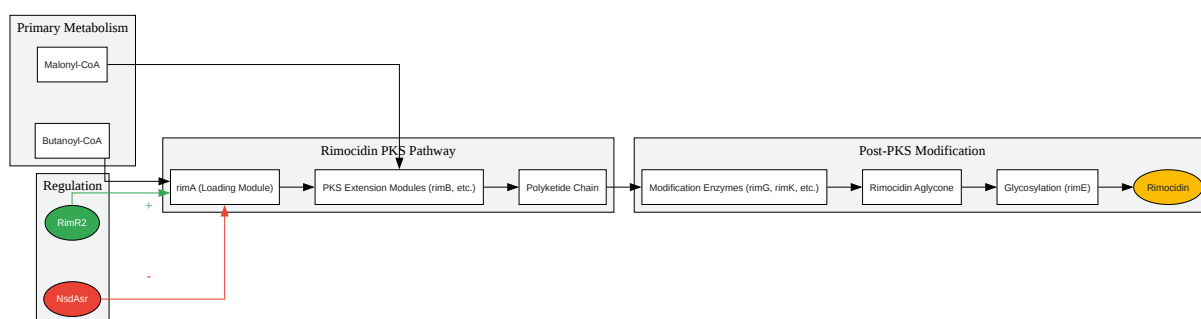 Primary Metabolism
Malonyl-CoA
Butanoyl-CoA
Regulation
RimR2
NsdAsr
+
-
Rimocidin PKS Pathway
rimA (Loading Module)
PKS Extension Modules (rimB, etc.)
Polyketide Chain
Post-PKS Modification
Modification Enzymes (rimG, rimK, etc.)
Rimocidin Aglycone
Glycosylation (rimE)
Rimocidin